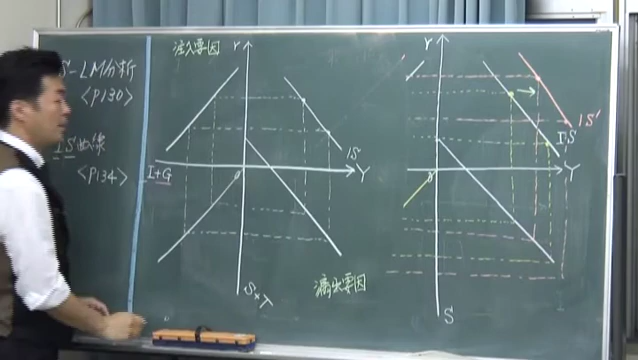 IS-LM分析
<P130>
IS曲線
<P134>
注入要因
r
IS
Y
I+G
0
S+T
漏出要因
r
IS'
IS
Y
0
S